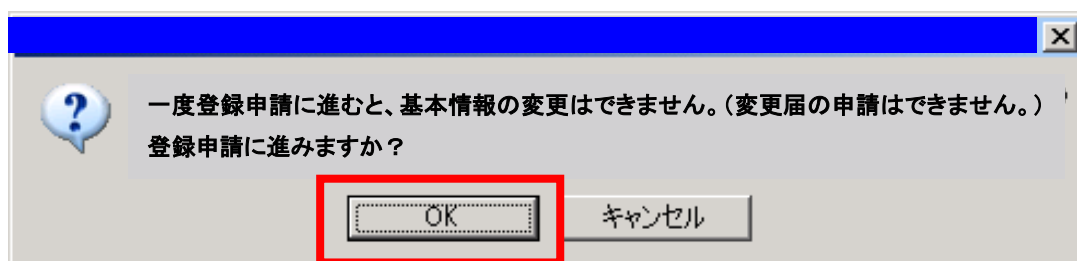 一度登録申請に進むと、基本情報の変更はできません。（変更届の申請はできません。）
登録申請に進みますか？
OK
キャンセル